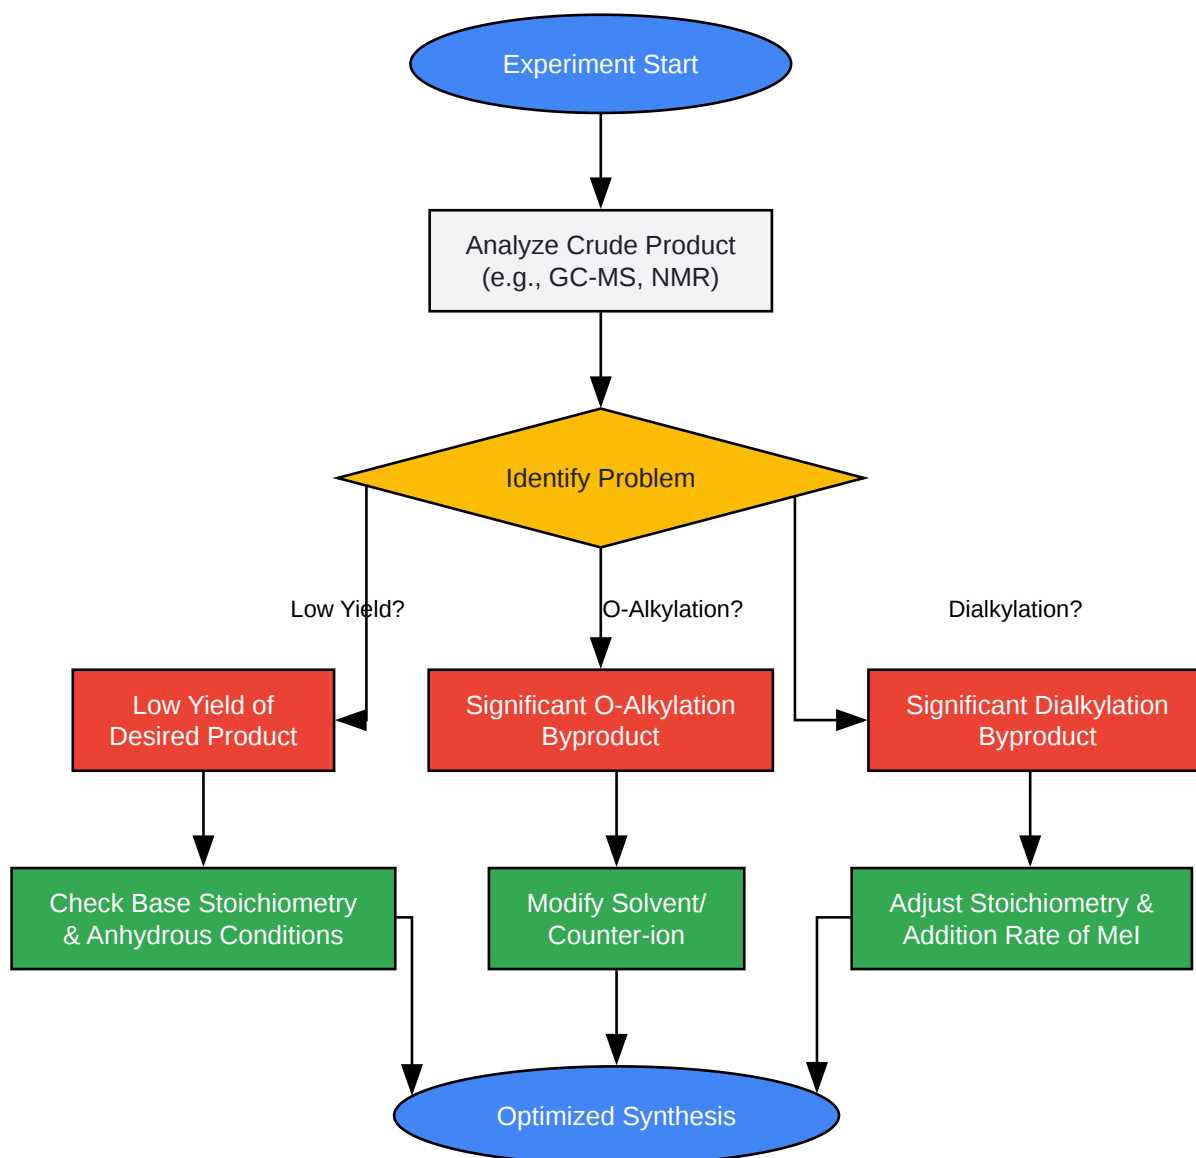 Experiment Start
Analyze Crude Product
(e.g., GC-MS, NMR)
Identify Problem
Low Yield?
O-Alkylation?
Dialkylation?
Low Yield of
Desired Product
Significant O-Alkylation
Byproduct
Significant Dialkylation
Byproduct
Check Base Stoichiometry
& Anhydrous Conditions
Modify Solvent/
Counter-ion
Adjust Stoichiometry &
Addition Rate of MeI
Optimized Synthesis